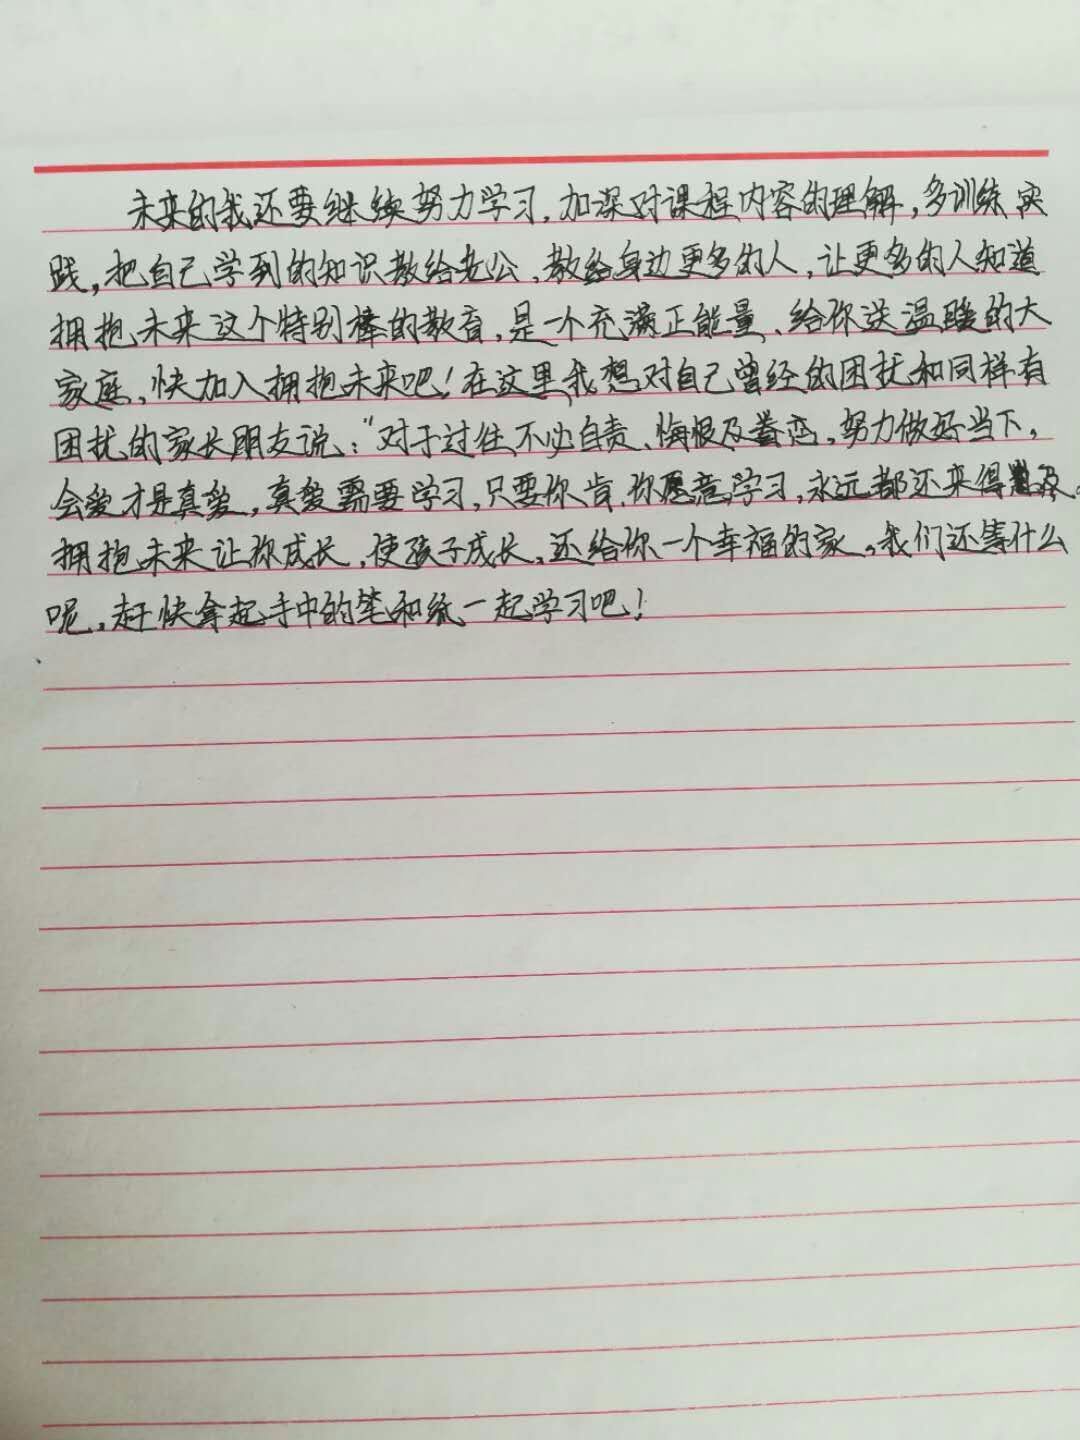 未来的我还要继续努力学习，加深对课程内容的理解，多训练实
践，把自己学到的知识教给老公、教给身边更多的人，让更多的人知道
拥抱未来这个特别棒的教育，是一个充满正能量、给你送温暖的大
家庭，快加入拥抱未来吧！在这里我想对自己曾经的困扰和同样有
困扰的家长朋友说：“对于过往不必自责、悔恨及眷恋，努力做好当下，
会爱才是真爱，真爱需要学习，只要你肯、你愿意学习，永远都还来得及。
拥抱未来让你成长，使孩子成长，还给你一个幸福的家，我们还等什么
呢，赶快拿起手中的笔和纸一起学习吧！